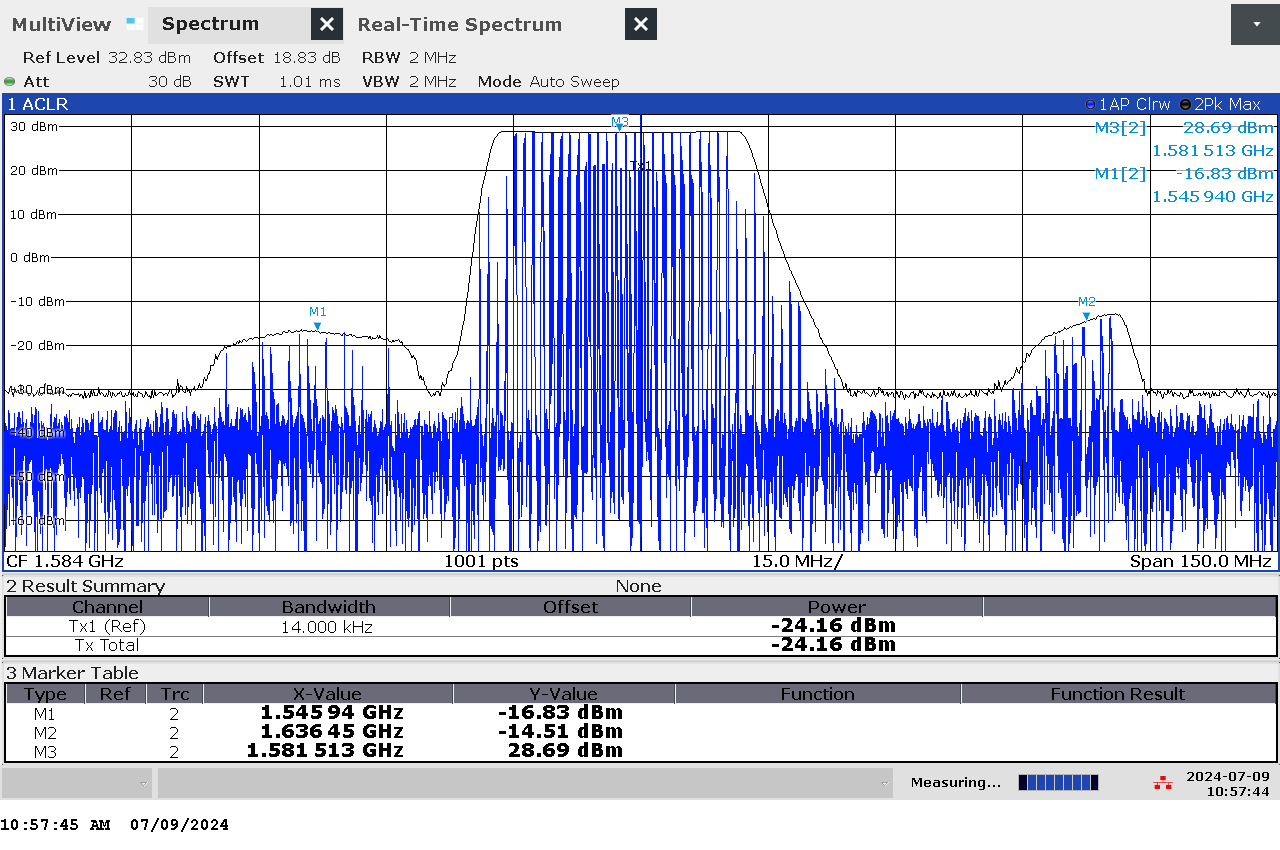 MultiView Spectrum Real-Time Spectrum
Ref Level 32.83 dBm Offset 18.83 dB RBW 2 MHz
Att 30 dB SWT 1.01 ms VBW 2 MHz Mode Auto Sweep
1 ACLR 1AP Clrw 2Pk Max
30 dBm M3 M3[2] 28.69 dBm
1.581 513 GHz
20 dBm Tx1 M1[2] -16.83 dBm
1.545 940 GHz
10 dBm
0 dBm
-10 dBm
M1 M2
-20 dBm
-30 dBm
-40 dBm
-50 dBm
-60 dBm
CF 1.584 GHz 1001 pts 15.0 MHz/ Span 150.0 MHz
2 Result Summary None
Channel Bandwidth Offset Power
Tx1 (Ref) 14.000 kHz -24.16 dBm
Tx Total -24.16 dBm
3 Marker Table
Type Ref Trc X-Value Y-Value Function Function Result
M1 2 1.545 94 GHz -16.83 dBm
M2 2 1.636 45 GHz -14.51 dBm
M3 2 1.581 513 GHz 28.69 dBm
Measuring... 2024-07-09
10:57:44
10:57:45 AM 07/09/2024